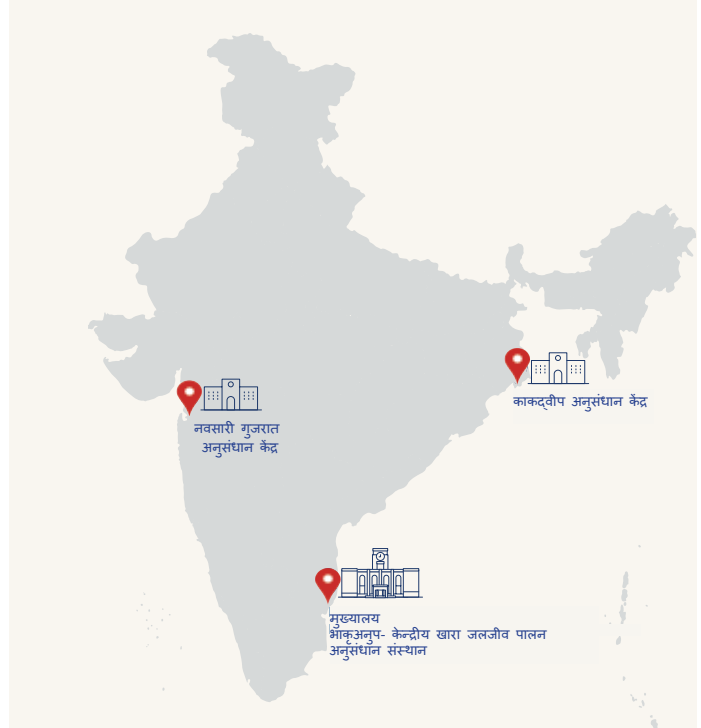 काकद्वीप अनुसंधान केंद्र
नवसारी गुजरात
अनुसंधान केंद्र
मुख्यालय
भाकृअनुप- केन्द्रीय खारा जलजीव पालन
अनुसंधान संस्थान